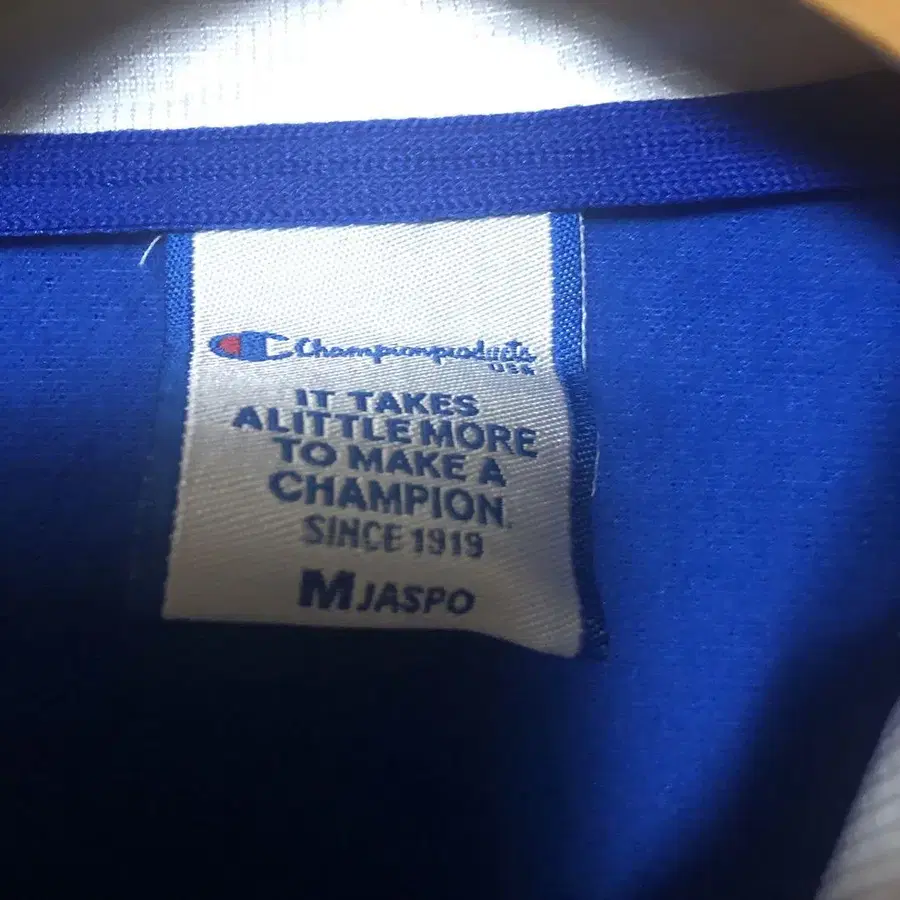 Championproducts
USA
IT TAKES
A LITTLE MORE
TO MAKE A
CHAMPION.
SINCE 1919
M JASPO